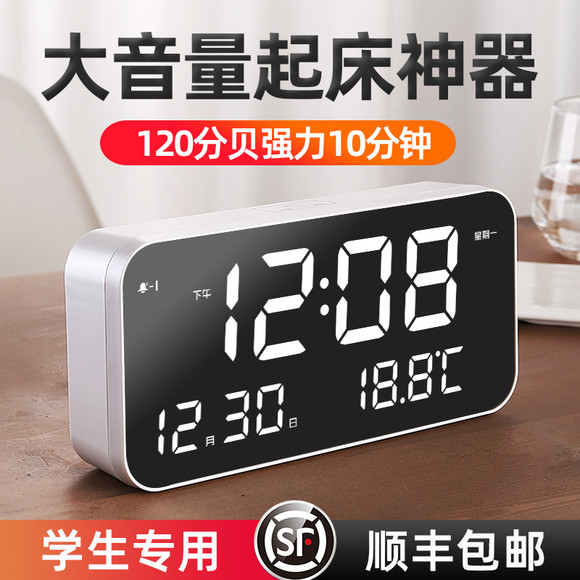 大音量起床神器
120分贝强力10分钟
-1
下午
12:08
星期一
12月30日
18.8℃
学生专用
SF
顺丰包邮